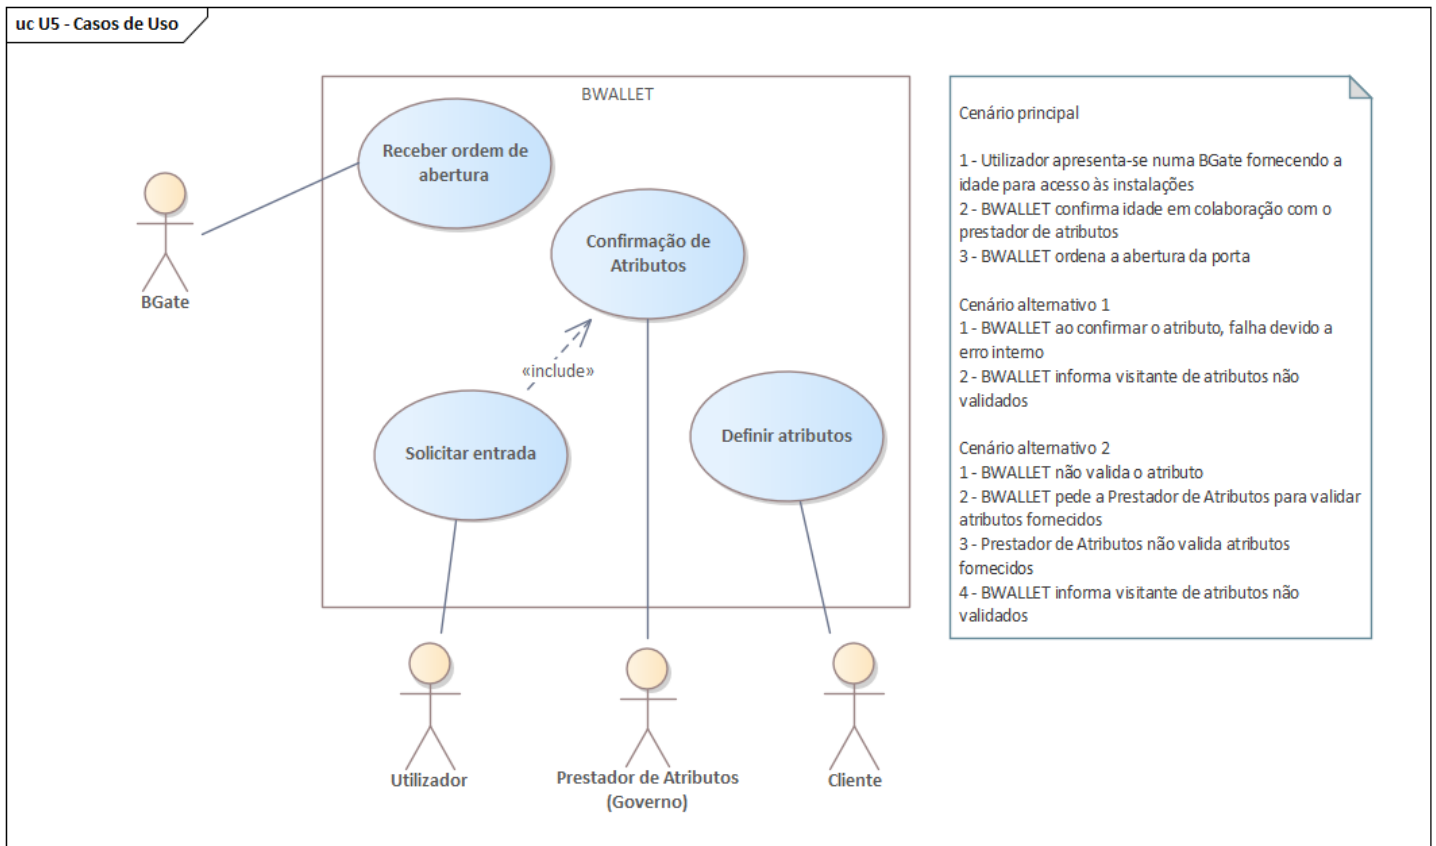 uc U5 - Casos de Uso
BWALLET
Receber ordem de
abertura
Confirmação de
Atributos
«include»
Solicitar entrada
Definir atributos
BGate
Utilizador
Prestador de Atributos
(Governo)
Cliente
Cenário principal
1 - Utilizador apresenta-se numa BGate fornecendo a
idade para acesso às instalações
2 - BWALLET confirma idade em colaboração com o
prestador de atributos
3 - BWALLET ordena a abertura da porta
Cenário alternativo 1
1 - BWALLET ao confirmar o atributo, falha devido a
erro interno
2 - BWALLET informa visitante de atributos não
validados
Cenário alternativo 2
1 - BWALLET não valida o atributo
2 - BWALLET pede a Prestador de Atributos para validar
atributos fornecidos
3 - Prestador de Atributos não valida atributos
fornecidos
4 - BWALLET informa visitante de atributos não
validados